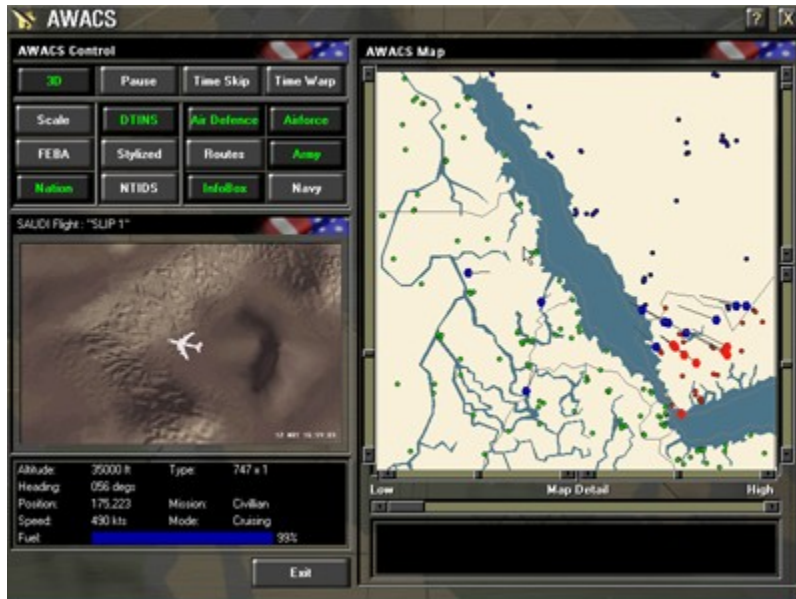 AWACS
? X
AWACS Control
3D Pause Time Skip Time Warp
Scale DTINS Air Defence Airforce
FEBA Stylized Routes Army
Nation NTIDS InfoBox Navy
SAUDI Flight : "SLIP 1"
Altitude: 35000 ft Type: 747 x 1
Heading: 056 degs
Position: 175,223 Mission: Civillian
Speed: 490 kts Mode: Cruising
Fuel: 99%
Exit
AWACS Map
Low Map Detail High